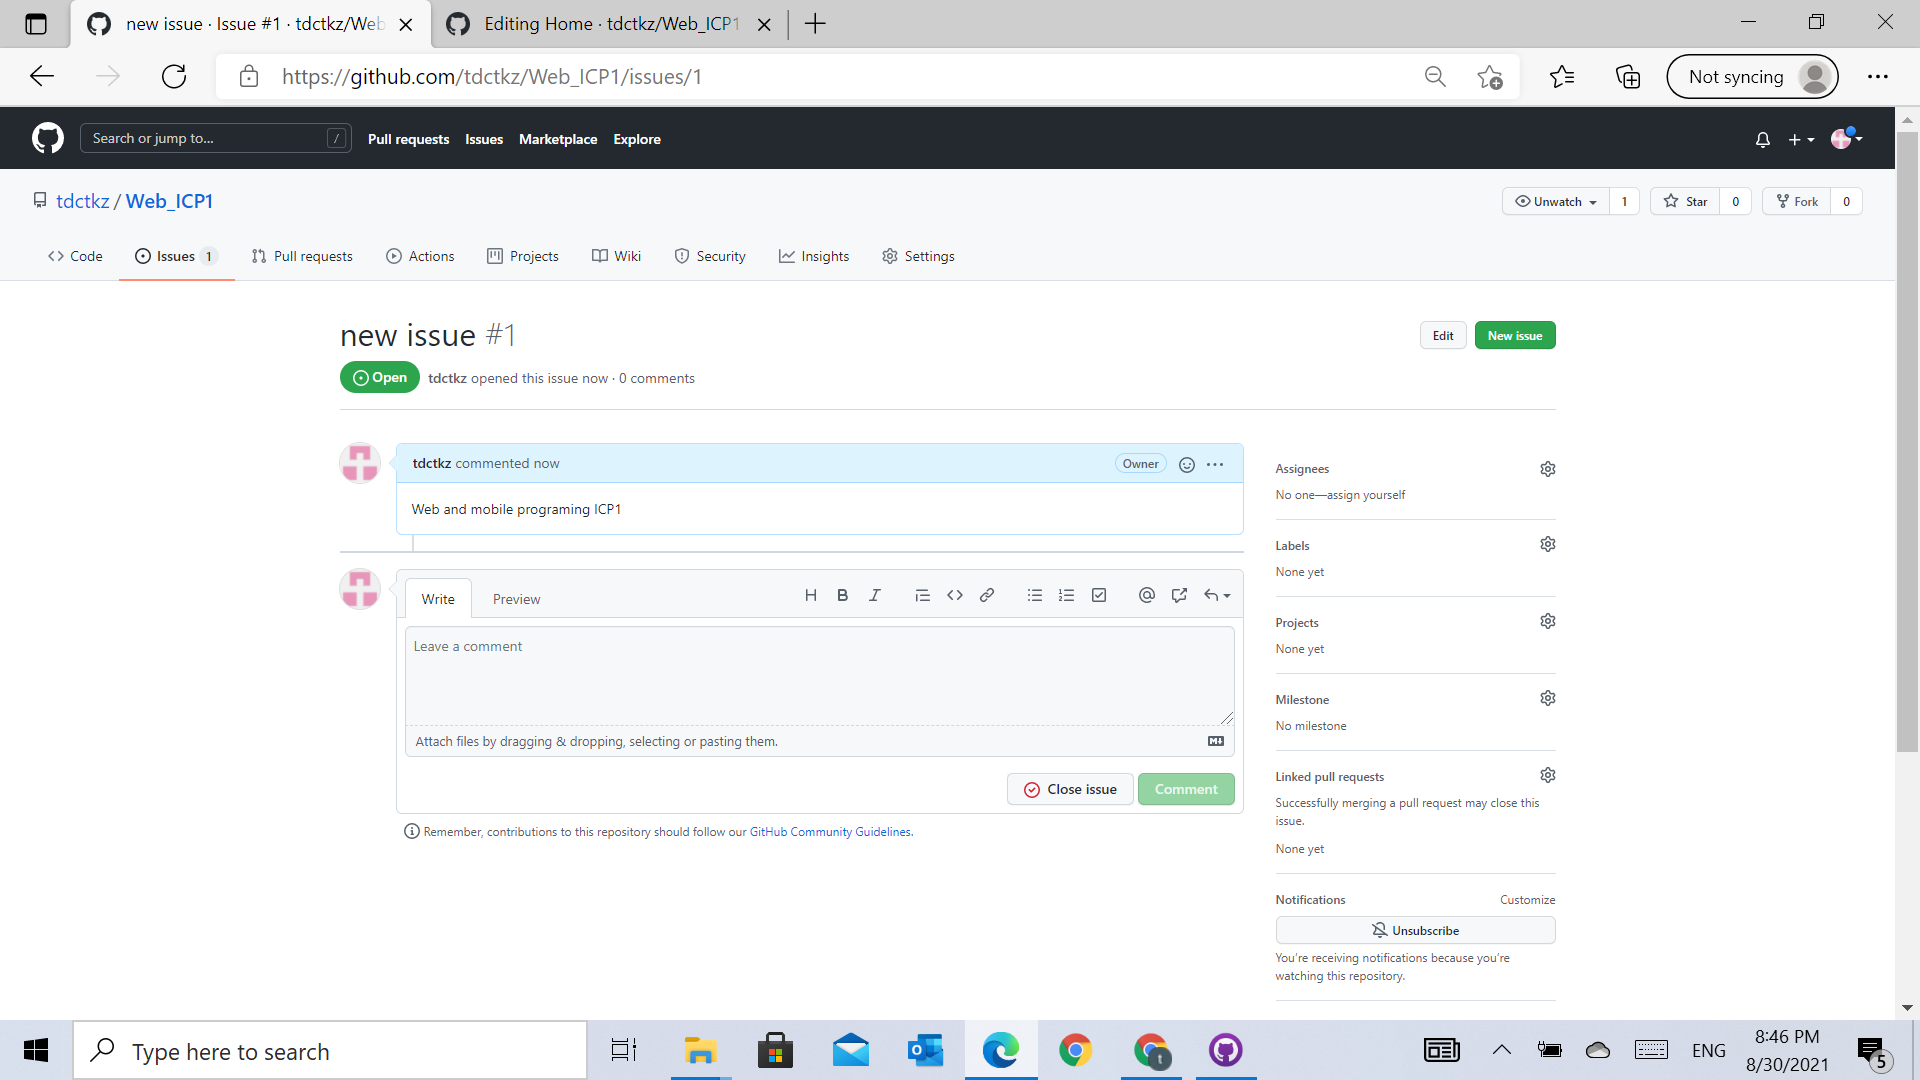 new issue · Issue #1 · tdctkz/Web
Editing Home · tdctkz/Web_ICP1
https://github.com/tdctkz/Web_ICP1/issues/1
Not syncing
Search or jump to...
/
Pull requests
Issues
Marketplace
Explore
tdctkz / Web_ICP1
Unwatch
1
Star
0
Fork
0
Code
Issues 1
Pull requests
Actions
Projects
Wiki
Security
Insights
Settings
new issue #1
Edit
New issue
Open
tdctkz opened this issue now · 0 comments
tdctkz commented now
Owner
Web and mobile programing ICP1
Write
Preview
Leave a comment
Attach files by dragging & dropping, selecting or pasting them.
Close issue
Comment
Remember, contributions to this repository should follow our GitHub Community Guidelines.
Assignees
No one—assign yourself
Labels
None yet
Projects
None yet
Milestone
No milestone
Linked pull requests
Successfully merging a pull request may close this
issue.
None yet
Notifications
Customize
Unsubscribe
You're receiving notifications because you're
watching this repository.
Type here to search
t
ENG
8:46 PM
8/30/2021
5